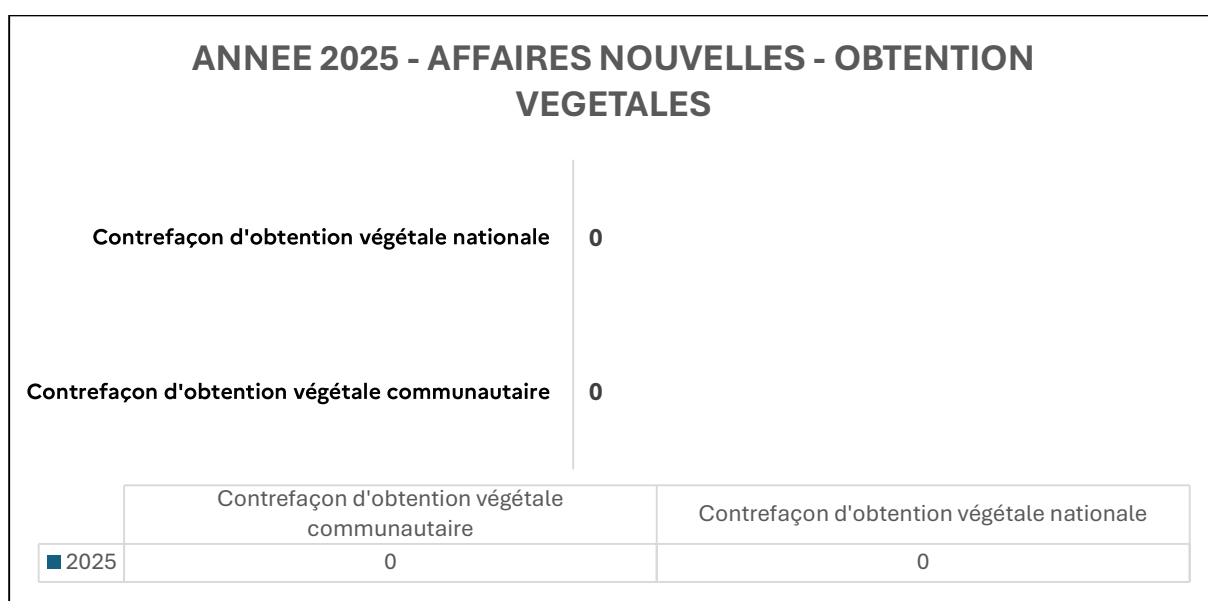 ANNEE 2025 - AFFAIRES NOUVELLES - OBTENTION
VEGETALES
Contrefaçon d'obtention végétale nationale 0
Contrefaçon d'obtention végétale communautaire 0
Contrefaçon d'obtention végétale
communautaire
Contrefaçon d'obtention végétale nationale
2025 0 0